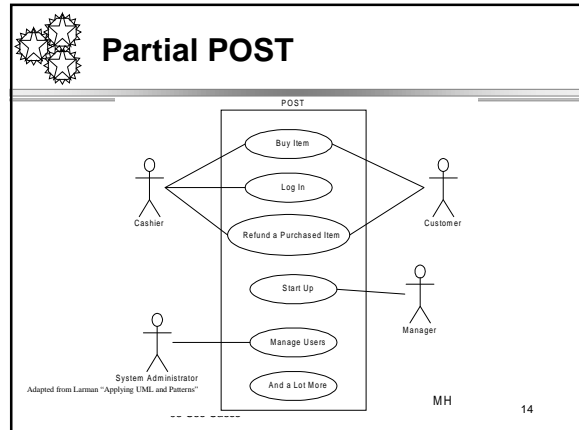 Partial POST
POST
Buy Item
Log In
Cashier
Customer
Refund a Purchased Item
Start Up
Manager
Manage Users
System Administrator
Adapted from Larman “Applying UML and Patterns”
And a Lot More
MH
14